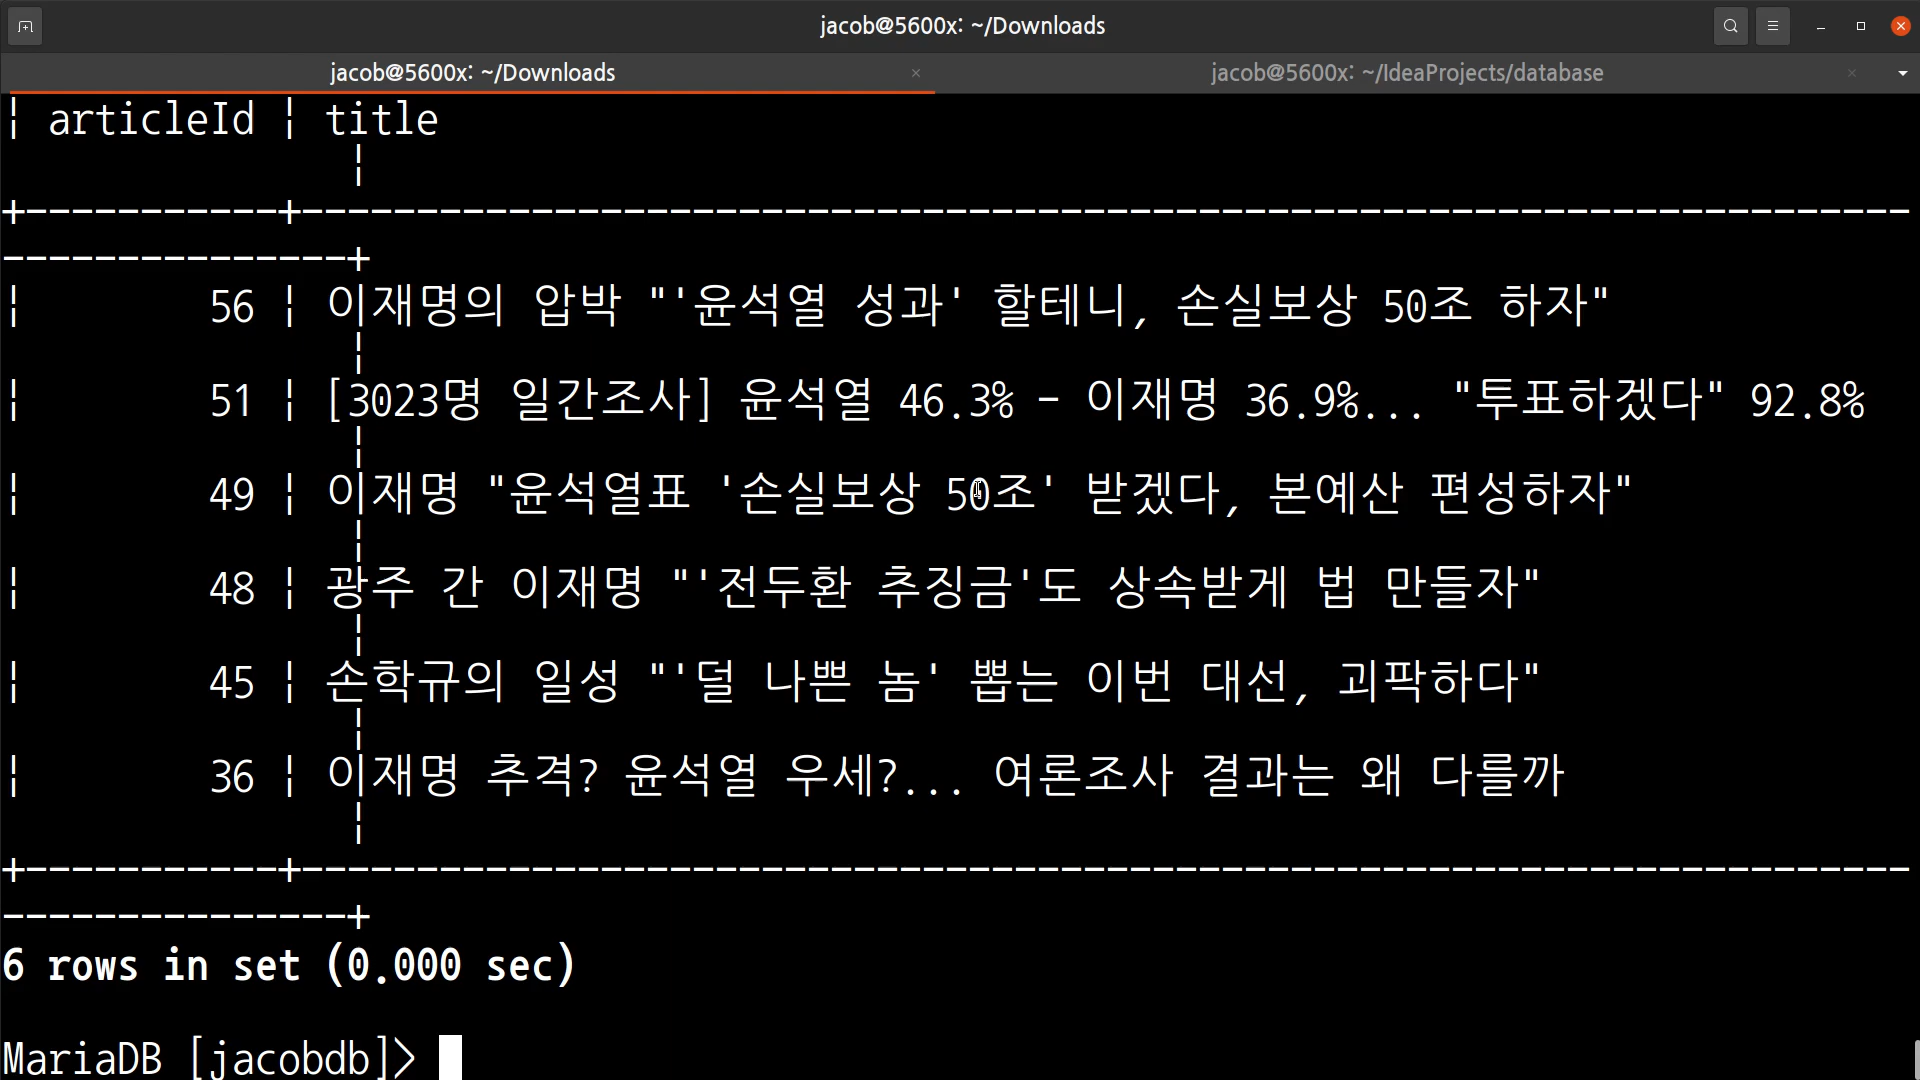 jacob@5600x: ~/Downloads
jacob@5600x: ~/Downloads
jacob@5600x: ~/IdeaProjects/database
¦ articleId ¦ title
¦
+-----------+----------------------------------------------------------------------
---------------+
¦ 56 ¦ 이재명의 압박 "'윤석열 성과' 할테니, 손실보상 50조 하자"
¦
¦ 51 ¦ [3023명 일간조사] 윤석열 46.3% - 이재명 36.9%... "투표하겠다" 92.8%
¦
¦ 49 ¦ 이재명 "윤석열표 '손실보상 50조' 받겠다, 본예산 편성하자"
¦
¦ 48 ¦ 광주 간 이재명 "'전두환 추징금'도 상속받게 법 만들자"
¦
¦ 45 ¦ 손학규의 일성 "'덜 나쁜 놈' 뽑는 이번 대선, 괴팍하다"
¦
¦ 36 ¦ 이재명 추격? 윤석열 우세?... 여론조사 결과는 왜 다를까
¦
+-----------+----------------------------------------------------------------------
---------------+
6 rows in set (0.000 sec)
MariaDB [jacobdb]>